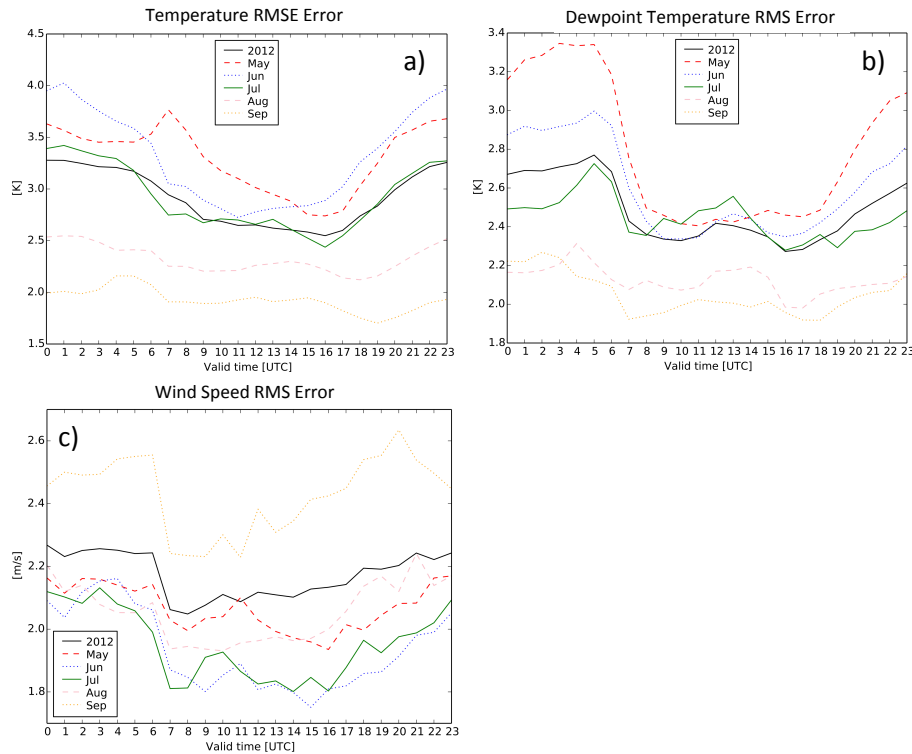 Temperature RMSE Error
4.5
4.0
3.5
3.0
2.5
2.0
1.5
[K]
2012
May
Jun
Jul
Aug
Sep
a)
0 1 2 3 4 5 6 7 8 9 10 11 12 13 14 15 16 17 18 19 20 21 22 23
Valid time [UTC]
Dewpoint Temperature RMS Error
3.4
3.2
3.0
2.8
2.6
2.4
2.2
2.0
1.8
[K]
2012
May
Jun
Jul
Aug
Sep
b)
0 1 2 3 4 5 6 7 8 9 10 11 12 13 14 15 16 17 18 19 20 21 22 23
Valid time [UTC]
Wind Speed RMS Error
c)
2.6
2.4
2.2
2.0
1.8
[m/s]
2012
May
Jun
Jul
Aug
Sep
0 1 2 3 4 5 6 7 8 9 10 11 12 13 14 15 16 17 18 19 20 21 22 23
Valid time [UTC]